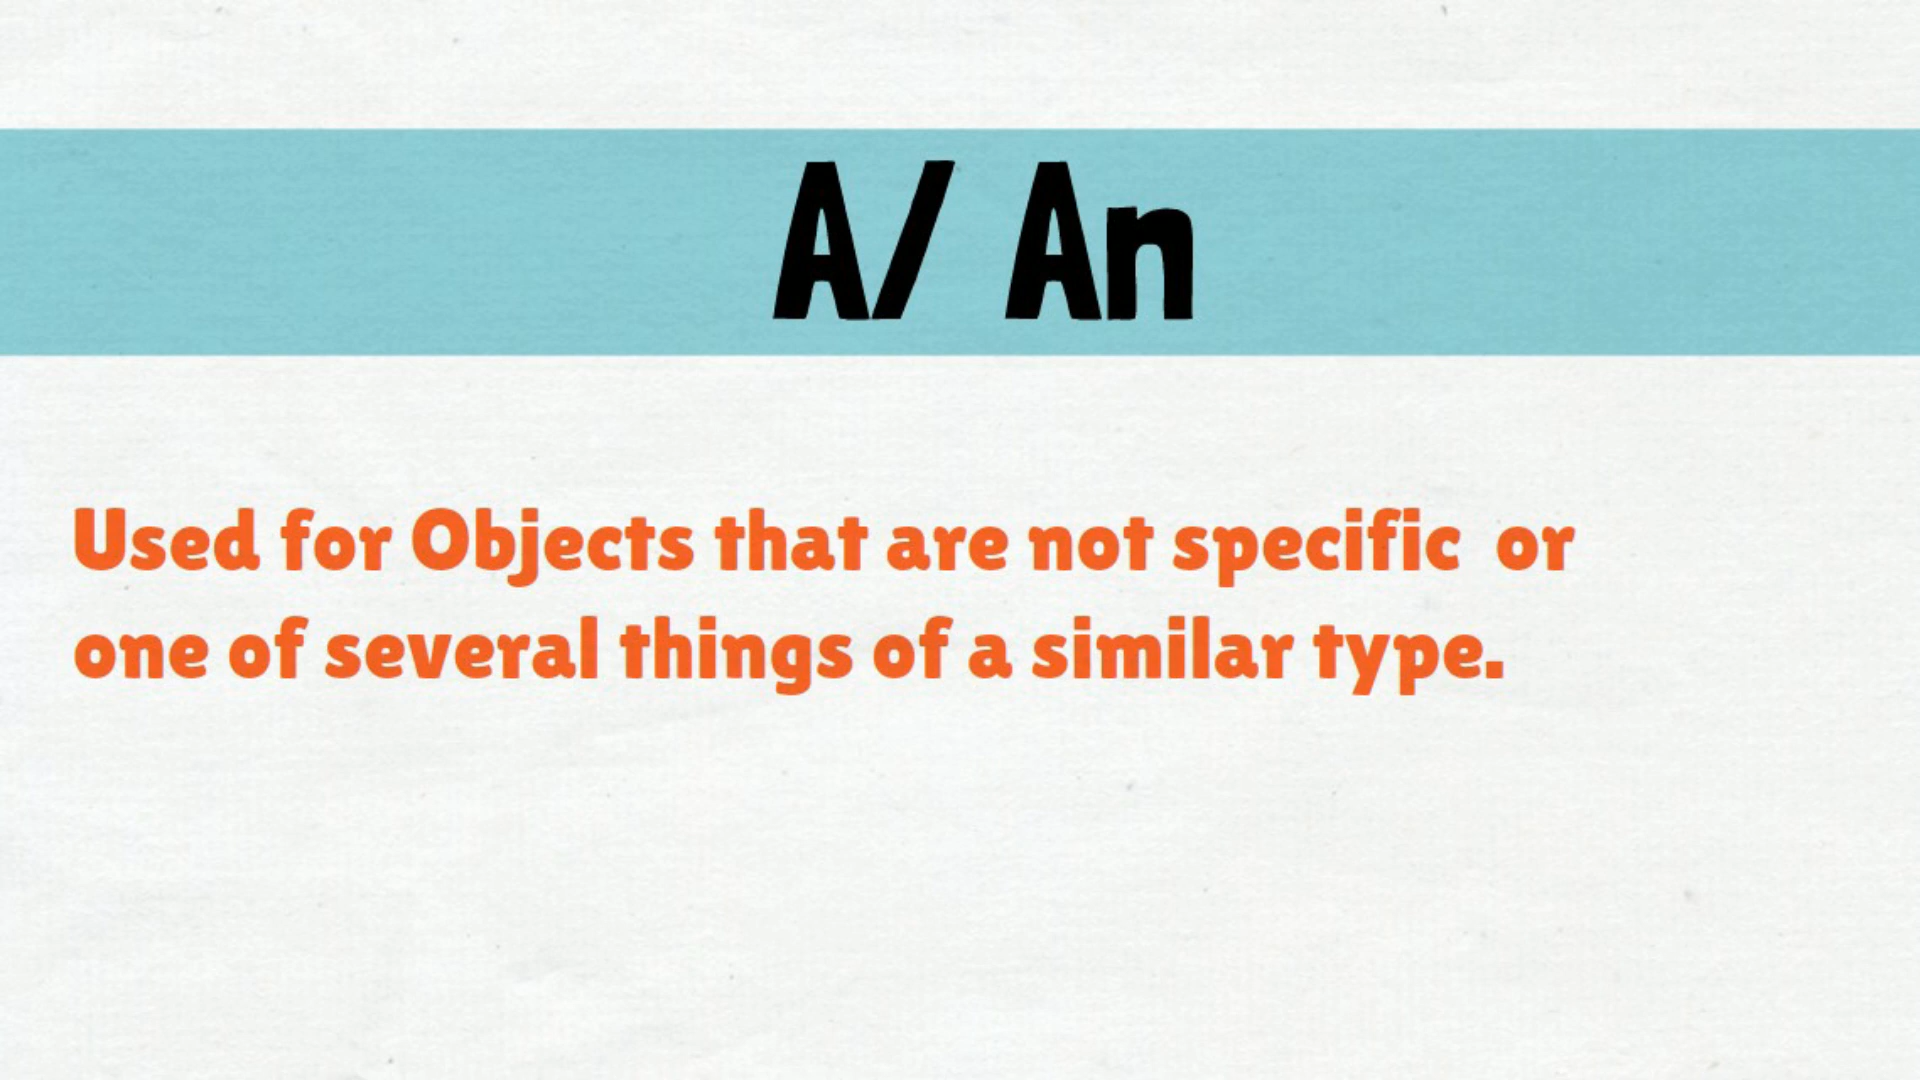 A/ An
Used for Objects that are not specific or
one of several things of a similar type.